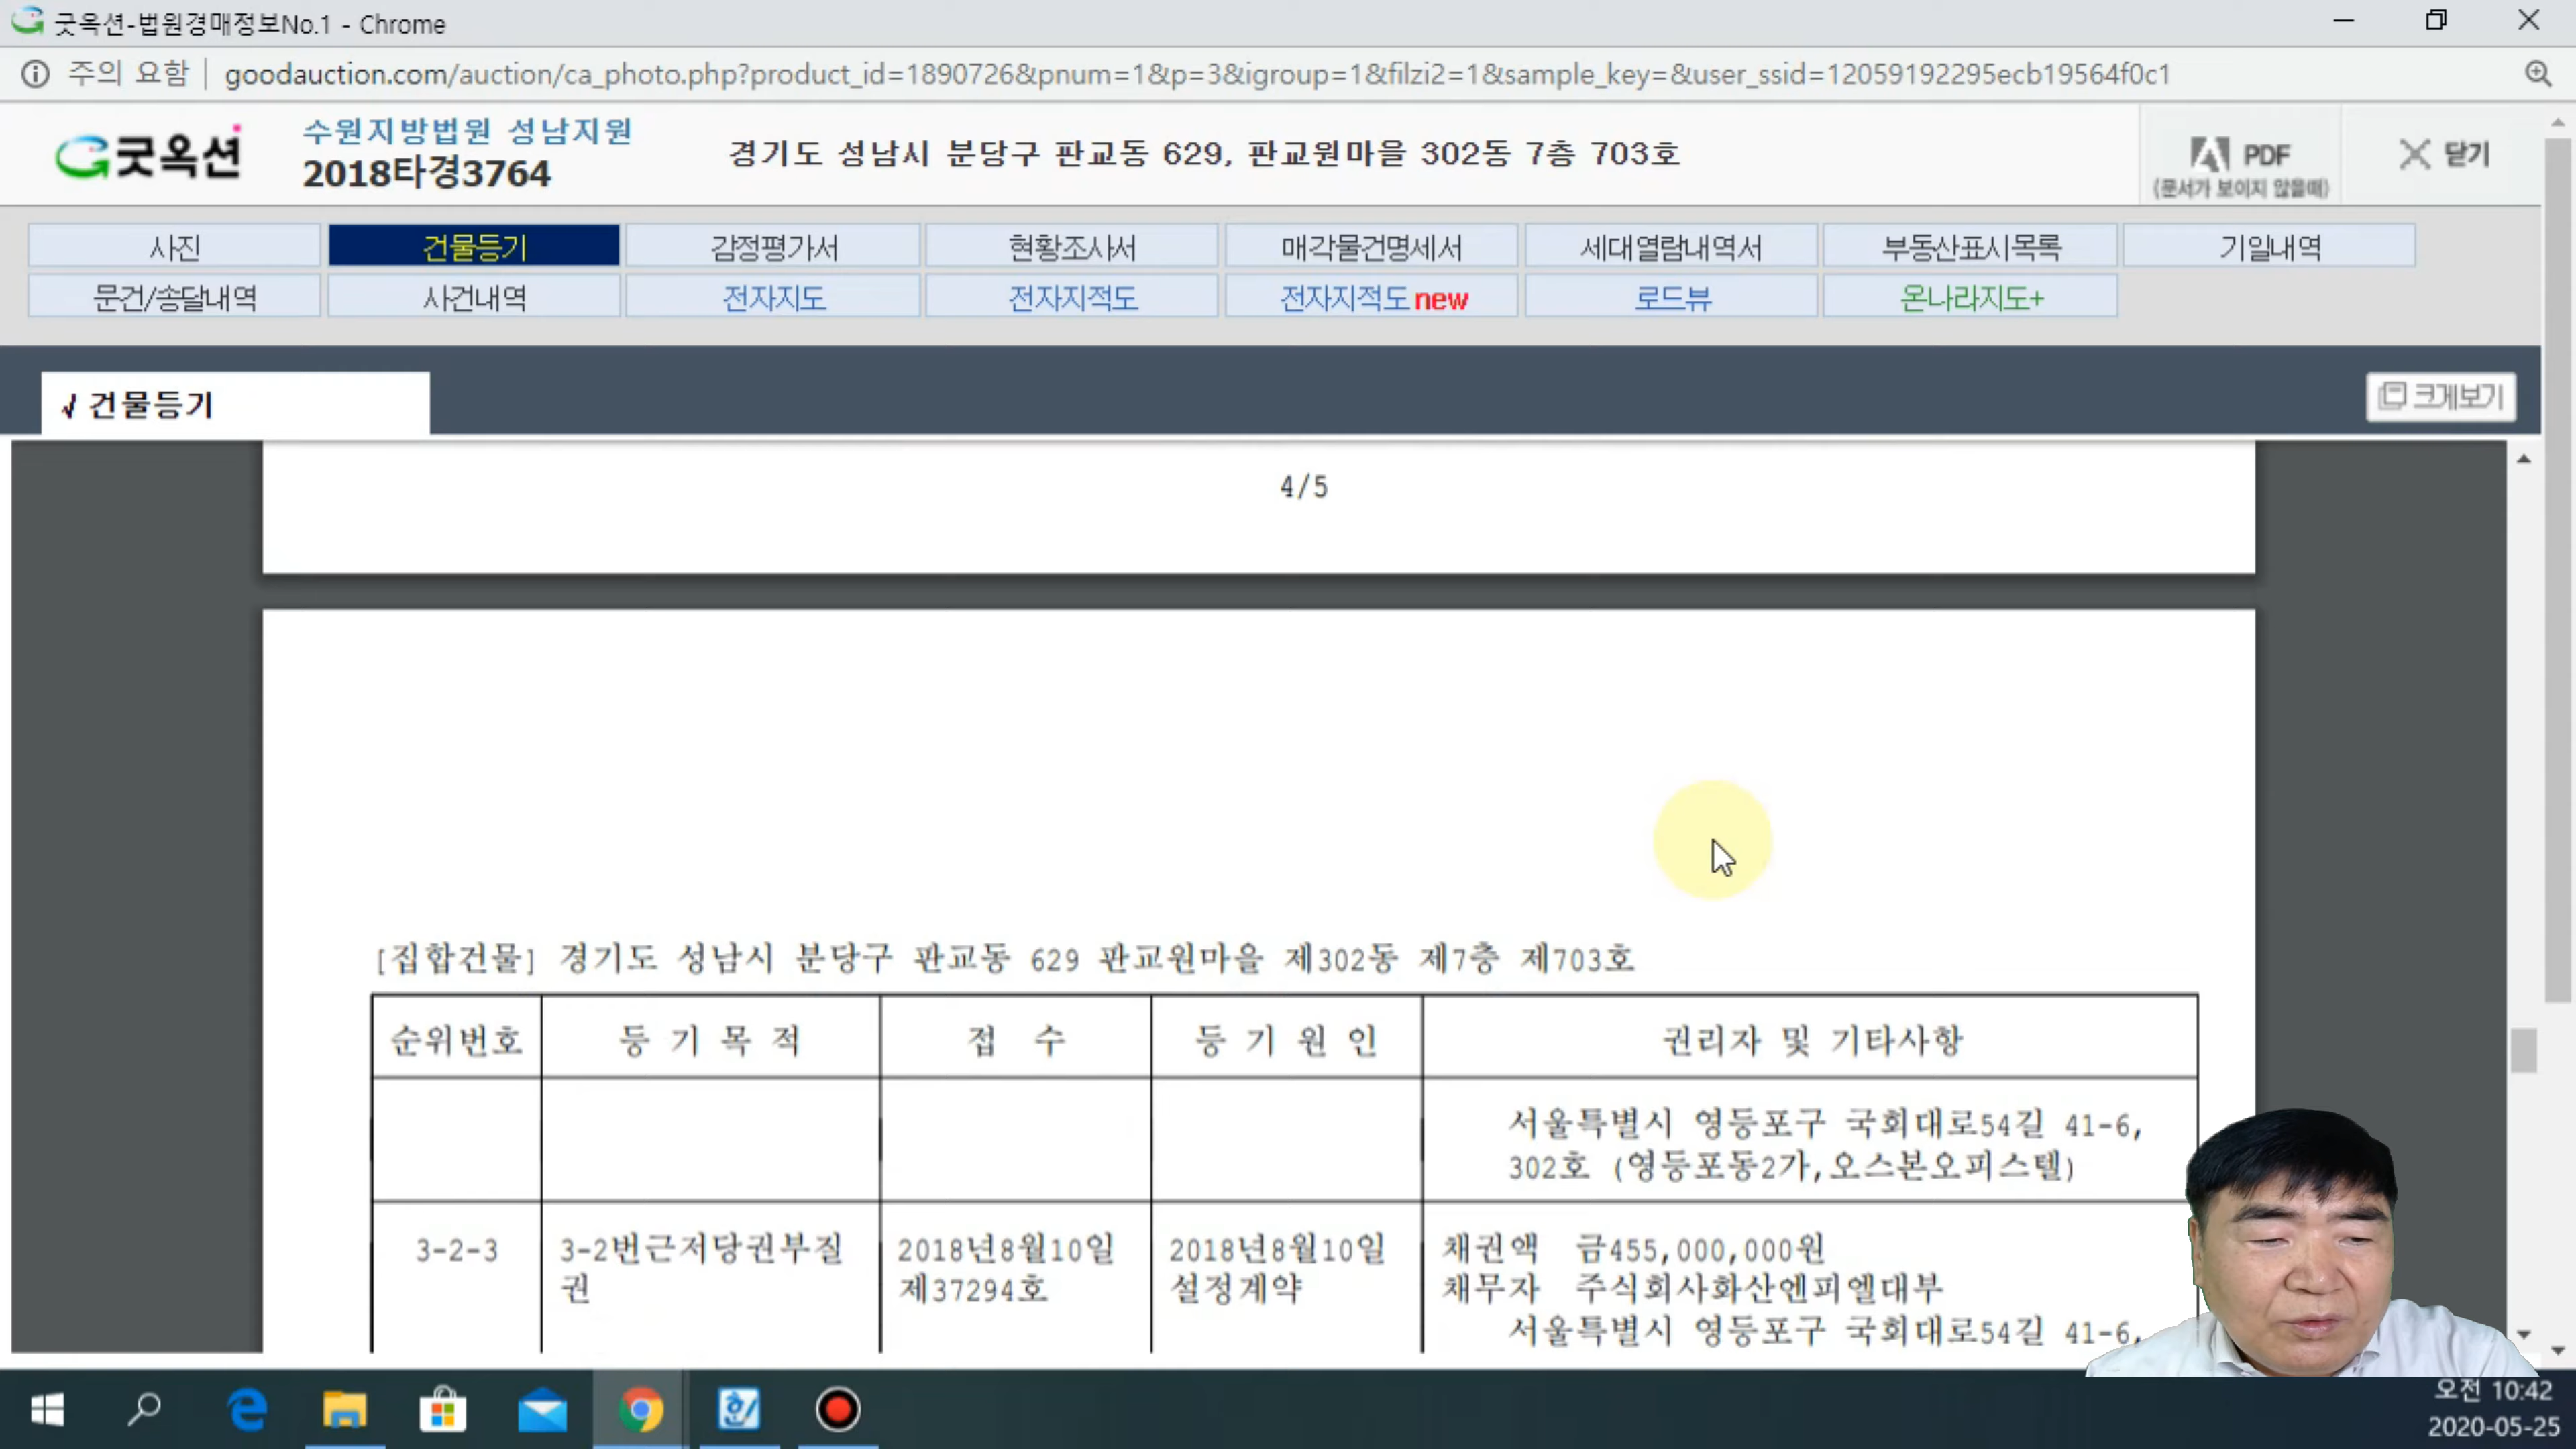 굿옥션-법원경매정보No.1 - Chrome
주의 요함 | goodauction.com/auction/ca_photo.php?product_id=1890726&pnum=1&p=3&igroup=1&filzi2=1&sample_key=&user_ssid=12059192295ecb19564f0c1
굿옥션
수원지방법원 성남지원
2018타경3764
경기도 성남시 분당구 판교동 629, 판교원마을 302동 7층 703호
PDF
(문서가 보이지 않을때)
닫기
사진 건물등기 감정평가서 현황조사서 매각물건명세서 세대열람내역서 부동산표시목록 기일내역
문건/송달내역 사건내역 전자지도 전자지적도 전자지적도 new 로드뷰 온나라지도+
√ 건물등기
크게보기
4/5
[집합건물] 경기도 성남시 분당구 판교동 629 판교원마을 제302동 제7층 제703호
순위번호 등 기 목 적 접 수 등 기 원 인 권리자 및 기타사항
서울특별시 영등포구 국회대로54길 41-6,
302호 (영등포동2가,오스본오피스텔)
3-2-3 3-2번근저당권부질 2018년8월10일 2018년8월10일 채권액 금455,000,000원
권 제37294호 설정계약 채무자 주식회사화산엔피엘대부
서울특별시 영등포구 국회대로54길 41-6,
오전 10:42
2020-05-25